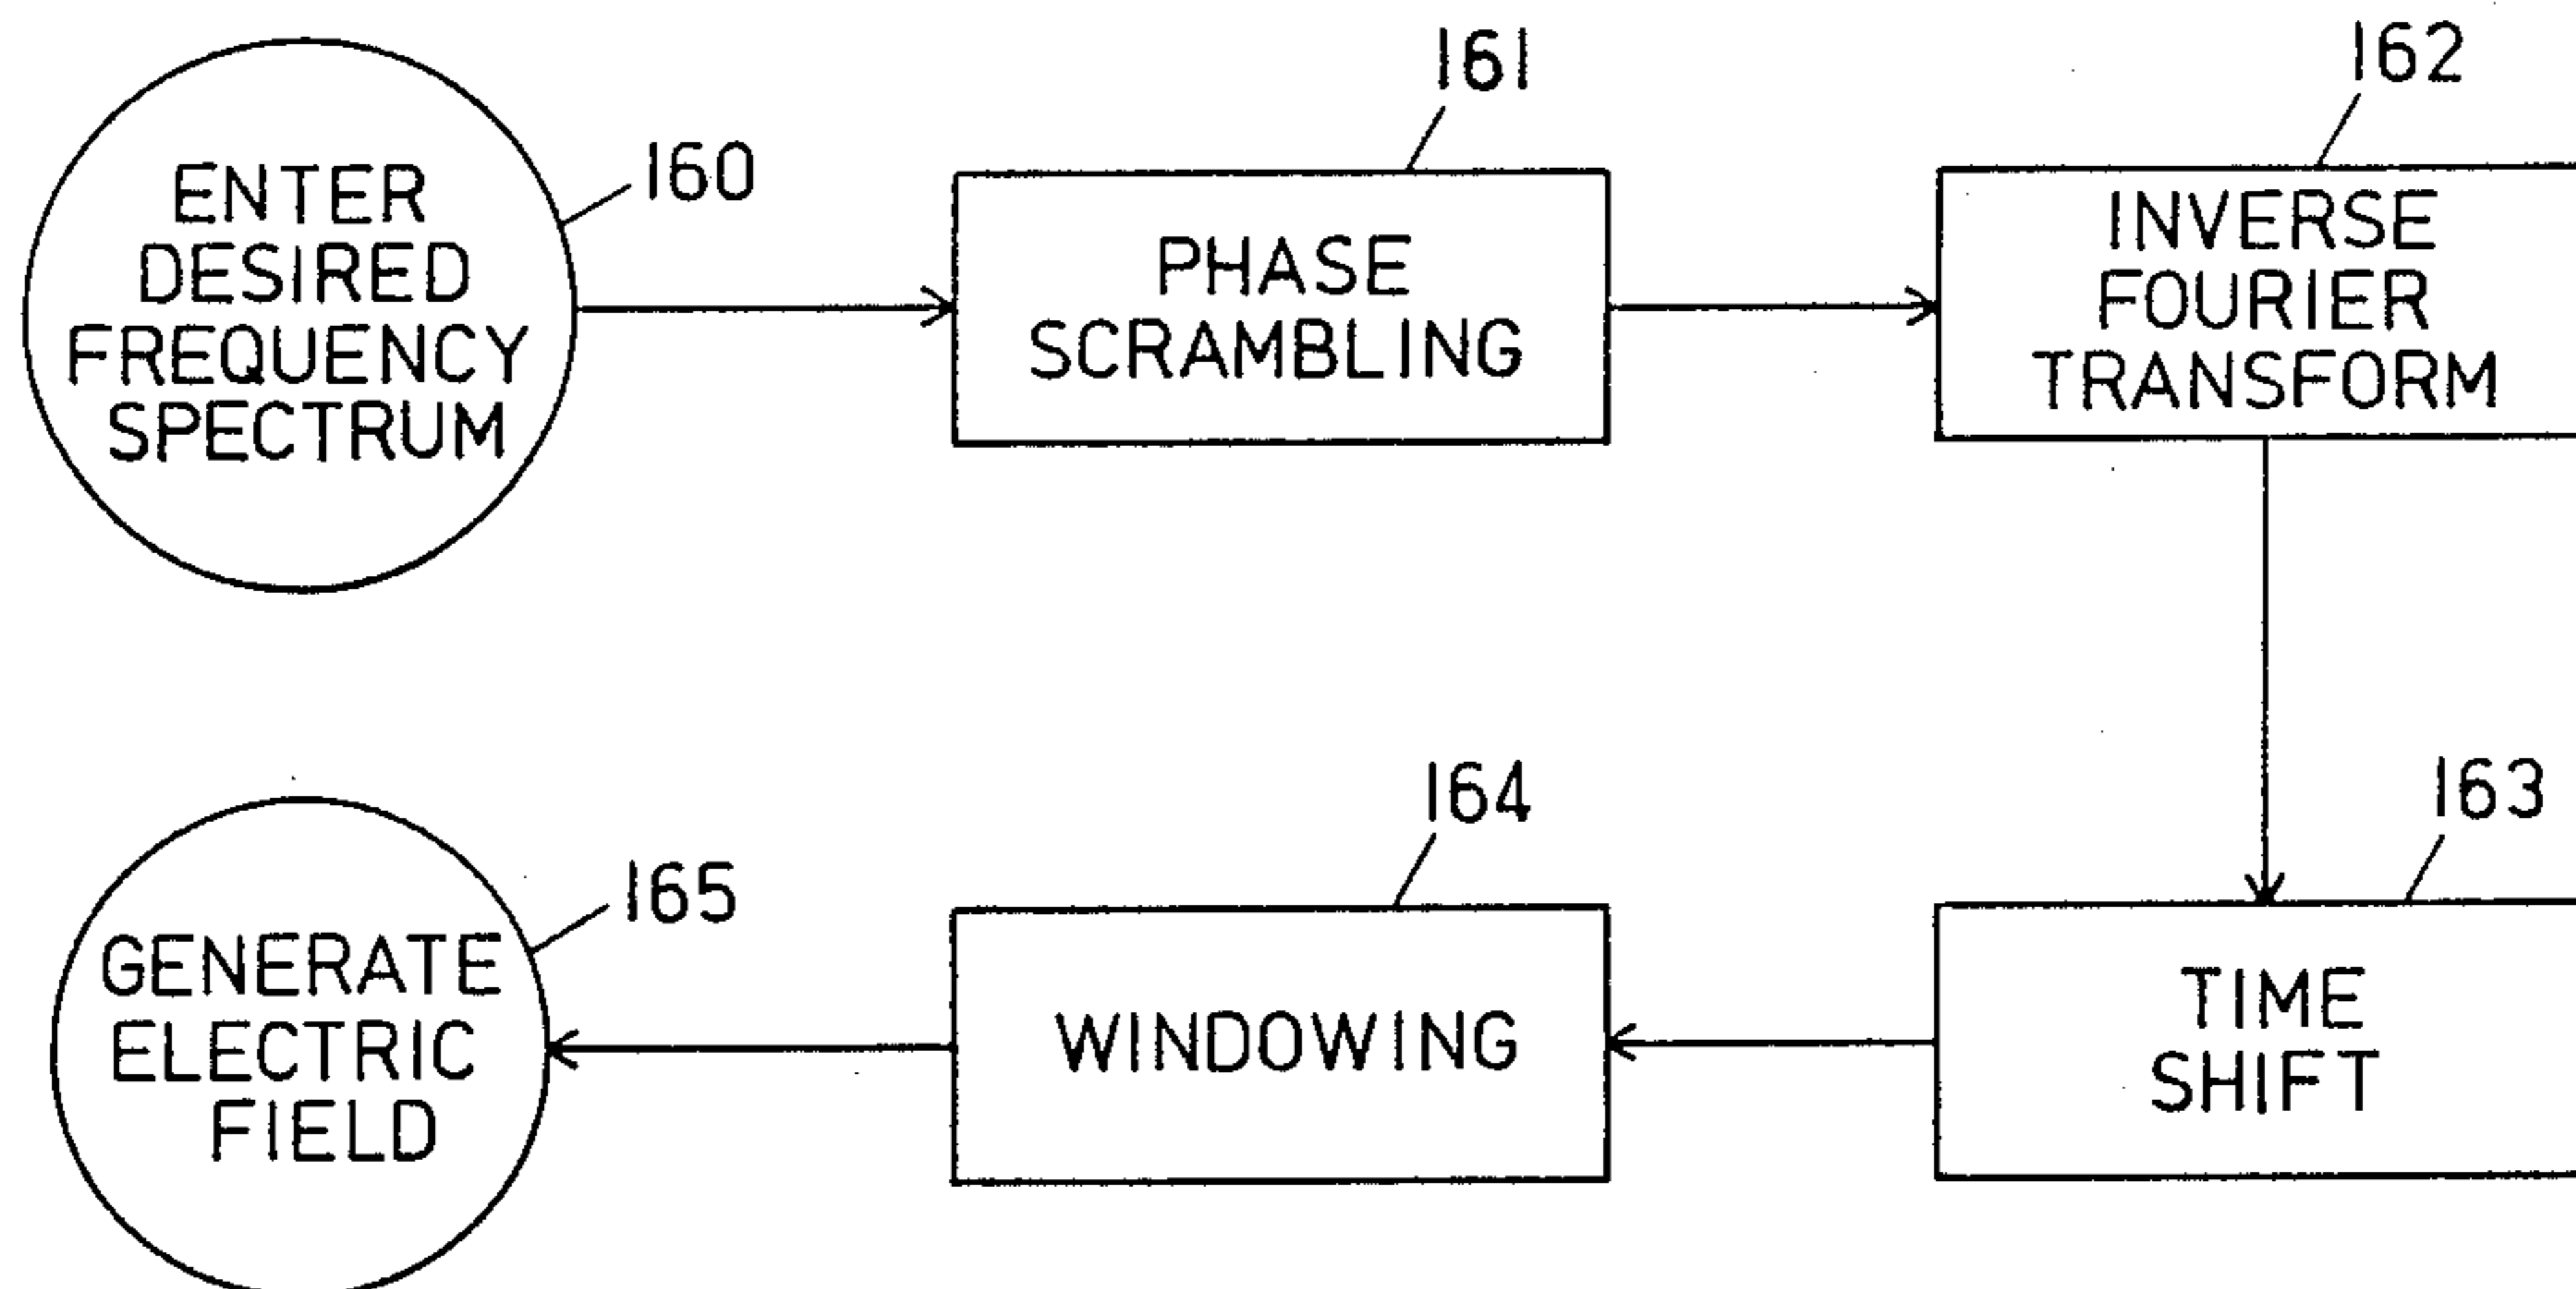 160
ENTER
DESIRED
FREQUENCY
SPECTRUM
161
PHASE
SCRAMBLING
162
INVERSE
FOURIER
TRANSFORM
163
TIME
SHIFT
164
WINDOWING
165
GENERATE
ELECTRIC
FIELD